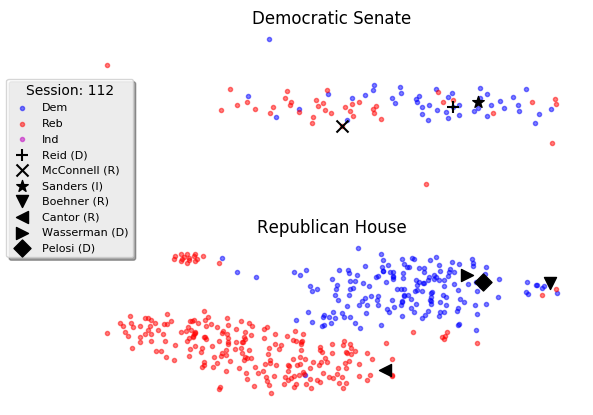 Democratic Senate
Session: 112
Dem
Reb
Ind
Reid (D)
McConnell (R)
Sanders (I)
Boehner (R)
Cantor (R)
Wasserman (D)
Pelosi (D)
Republican House